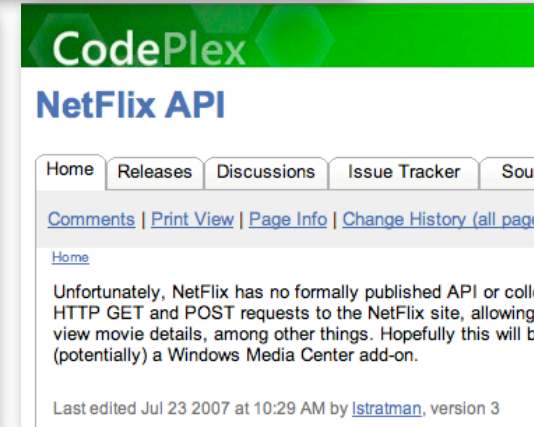 CodePlex
NetFlix API
Home Releases Discussions Issue Tracker
Comments | Print View | Page Info | Change History (all
Home
Unfortunately, NetFlix has no formally published API or
HTTP GET and POST requests to the NetFlix site, allowing
view movie details, among other things. Hopefully this will
(potentially) a Windows Media Center add-on.
Last edited Jul 23 2007 at 10:29 AM by lstratman, version 3